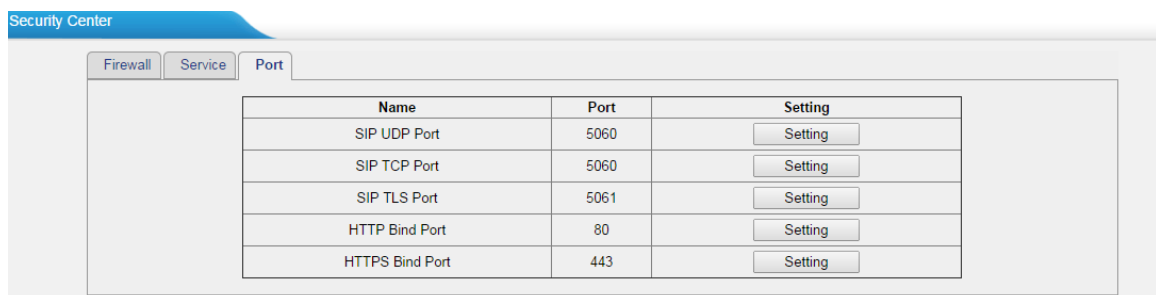 Security Center
Firewall Service Port
Name Port Setting
SIP UDP Port 5060 Setting
SIP TCP Port 5060 Setting
SIP TLS Port 5061 Setting
HTTP Bind Port 80 Setting
HTTPS Bind Port 443 Setting